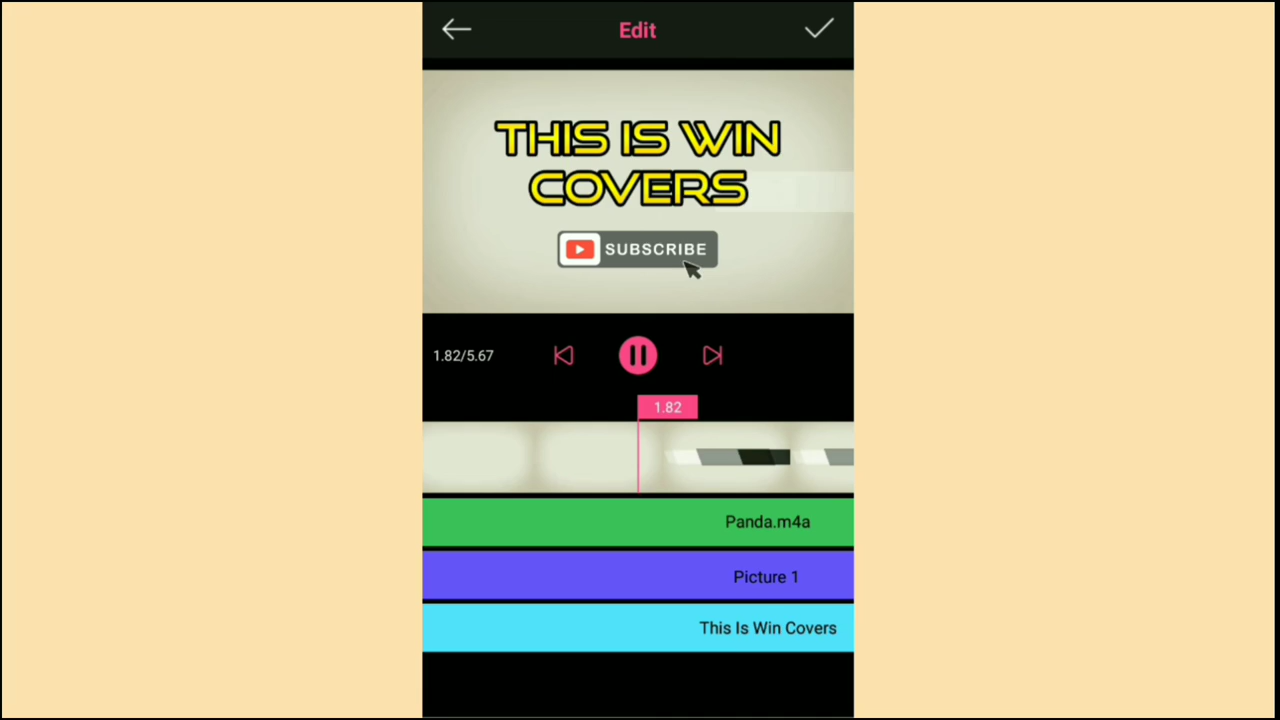 Edit
THIS IS WIN
COVERS
SUBSCRIBE
1.82/5.67
1.82
Panda.m4a
Picture 1
This Is Win Covers